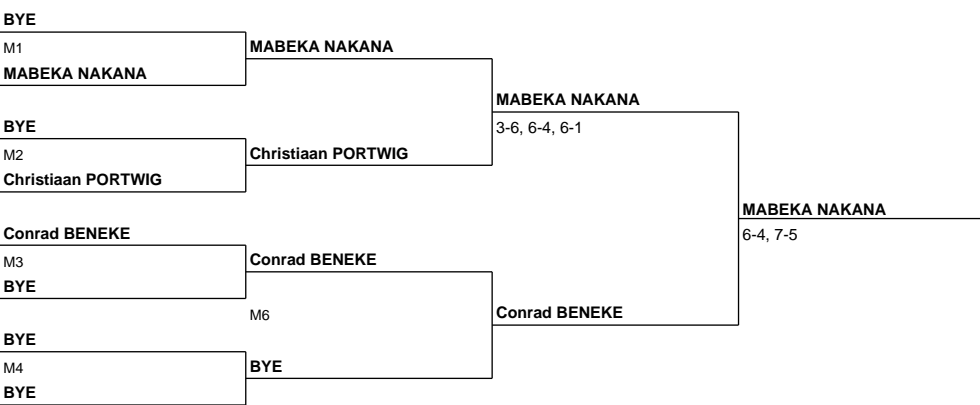 BYE
M1
MABEKA NAKANA
BYE
M2
Christiaan PORTWIG
Conrad BENEKE
M3
BYE
BYE
M4
BYE
MABEKA NAKANA
Christiaan PORTWIG
Conrad BENEKE
M6
BYE
MABEKA NAKANA
3-6, 6-4, 6-1
Conrad BENEKE
MABEKA NAKANA
6-4, 7-5